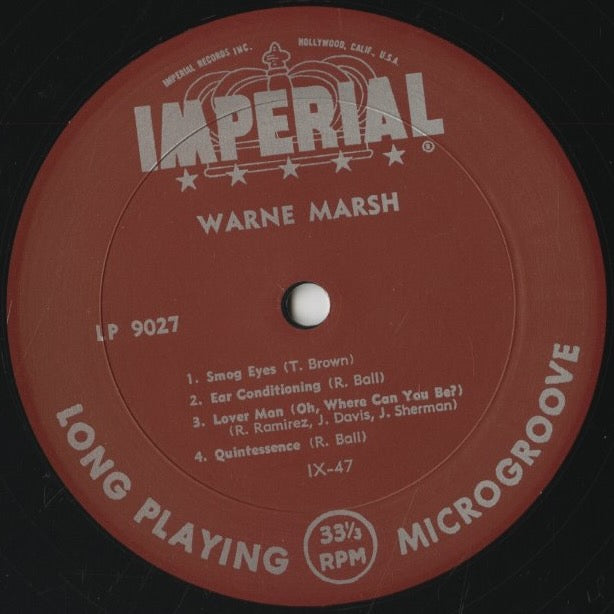 IMPERIAL RECORDS INC. HOLLYWOOD, CALIF., U.S.A.
IMPERIAL
®
WARNE MARSH
LP 9027
1. Smog Eyes (T. Brown)
2. Ear Conditioning (R. Ball)
3. Lover Man (Oh, Where Can You Be?)
(R. Ramirez, J. Davis, J. Sherman)
4. Quintessence (R. Ball)
IX-47
LONG PLAYING 33⅓ RPM MICROGROOVE